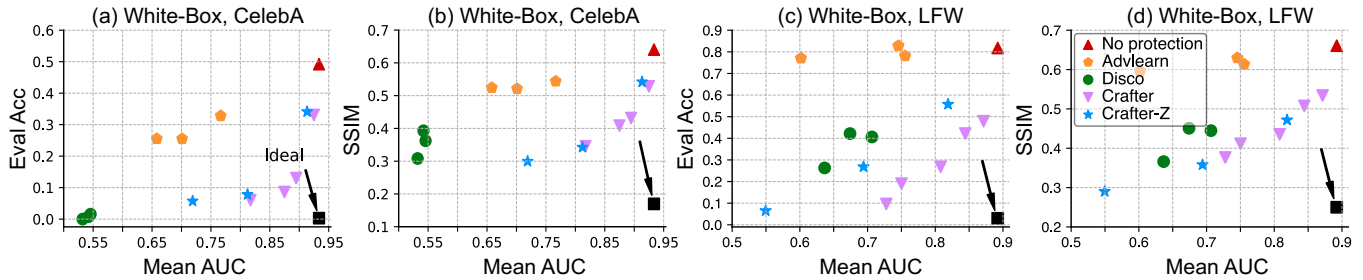 (a) White-Box, CelebA
Eval Acc
0.6
0.5
0.4
0.3
0.2
0.1
0.0
Ideal
0.55 0.65 0.75 0.85 0.95
Mean AUC
(b) White-Box, CelebA
SSIM
0.7
0.6
0.5
0.4
0.3
0.2
0.1
0.55 0.65 0.75 0.85 0.95
Mean AUC
(c) White-Box, LFW
Eval Acc
0.9
0.8
0.7
0.6
0.5
0.4
0.3
0.2
0.1
0.0
0.5 0.6 0.7 0.8 0.9
Mean AUC
(d) White-Box, LFW
SSIM
0.7
0.6
0.5
0.4
0.3
0.2
No protection
Advlearn
Disco
Crafter
Crafter-Z
0.5 0.6 0.7 0.8 0.9
Mean AUC